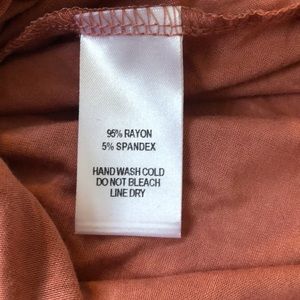 95% RAYON
5% SPANDEX
HAND WASH COLD
DO NOT BLEACH
LINE DRY